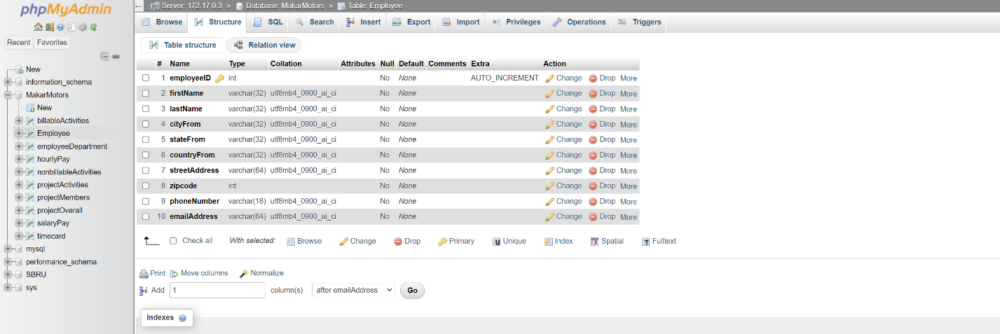 phpMyAdmin
Recent Favorites
New
information_schema
MakarMotors
New
billableActivities
Employee
employeeDepartment
hourlyPay
nonbillableActivities
projectActivities
projectMembers
projectOverall
salaryPay
timecard
mysql
performance_schema
SBRU
sys
Server: 172.17.0.3 » Database: MakarMotors » Table: Employee
Browse Structure SQL Search Insert Export Import Privileges Operations Triggers
Table structure Relation view
# Name Type Collation Attributes Null Default Comments Extra Action
1 employeeID int No None AUTO_INCREMENT Change Drop More
2 firstName varchar(32) utf8mb4_0900_ai_ci No None Change Drop More
3 lastName varchar(32) utf8mb4_0900_ai_ci No None Change Drop More
4 cityFrom varchar(32) utf8mb4_0900_ai_ci No None Change Drop More
5 stateFrom varchar(32) utf8mb4_0900_ai_ci No None Change Drop More
6 countryFrom varchar(32) utf8mb4_0900_ai_ci No None Change Drop More
7 streetAddress varchar(64) utf8mb4_0900_ai_ci No None Change Drop More
8 zipcode int No None Change Drop More
9 phoneNumber varchar(18) utf8mb4_0900_ai_ci No None Change Drop More
10 emailAddress varchar(64) utf8mb4_0900_ai_ci No None Change Drop More
Check all With selected: Browse Change Drop Primary Unique Index Spatial Fulltext
Print Move columns Normalize
Add 1 column(s) after emailAddress Go
Indexes